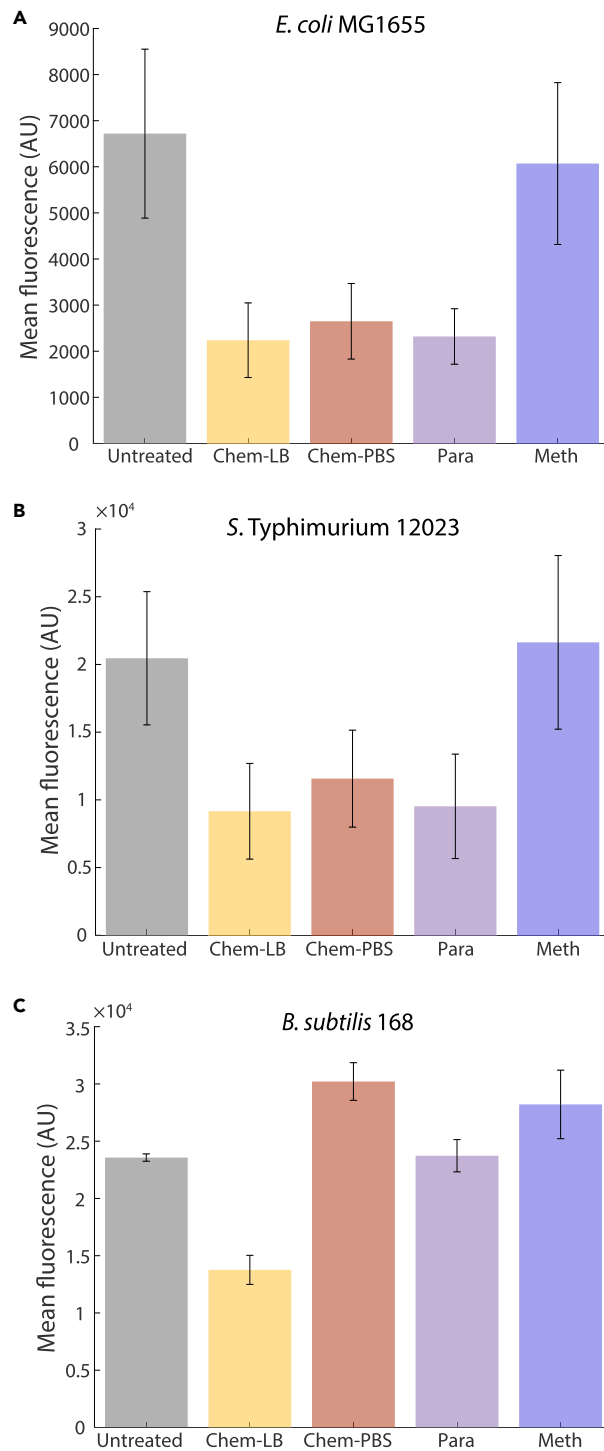 A
E. coli MG1655
Mean fluorescence (AU)
9000
8000
7000
6000
5000
4000
3000
2000
1000
0
Untreated Chem-LB Chem-PBS Para Meth
B
×10⁴
S. Typhimurium 12023
Mean fluorescence (AU)
3
2.5
2
1.5
1
0.5
0
Untreated Chem-LB Chem-PBS Para Meth
C
×10⁴
B. subtilis 168
Mean fluorescence (AU)
3.5
3
2.5
2
1.5
1
0.5
0
Untreated Chem-LB Chem-PBS Para Meth